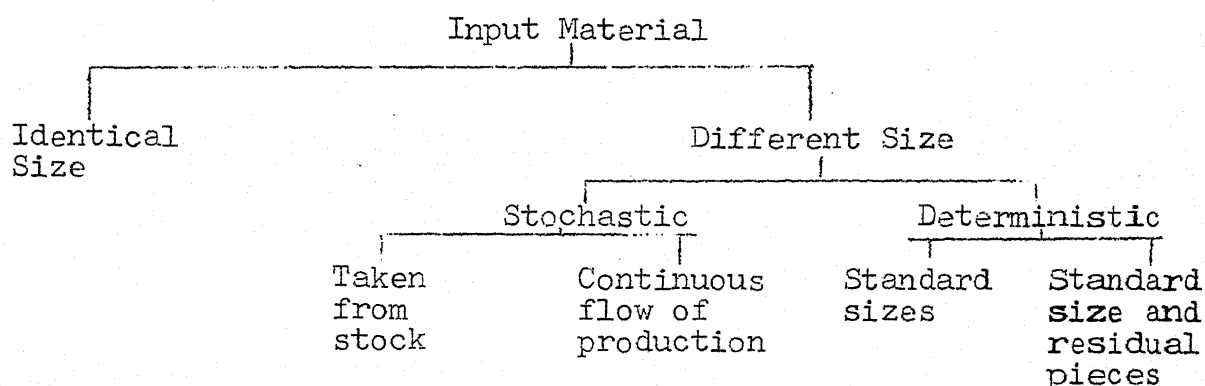 Input Material
Identical
Size
Different Size
Stochastic
Deterministic
Taken
from
stock
Continuous
flow of
production
Standard
sizes
Standard
size and
residual
pieces